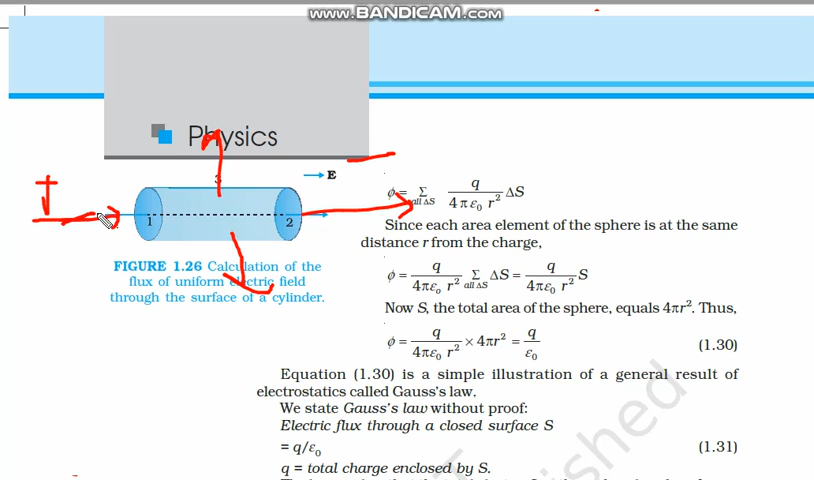 www.BANDICAM.com
Physics
3
E
1
2
FIGURE 1.26 Calculation of the
flux of uniform electric field
through the surface of a cylinder.
ϕ = Σ all ΔS q / 4 π ε₀ r² ΔS
Since each area element of the sphere is at the same
distance r from the charge,
ϕ = q / 4πε₀ r² Σ all ΔS ΔS = q / 4πε₀ r² S
Now S, the total area of the sphere, equals 4πr². Thus,
ϕ = q / 4πε₀ r² × 4πr² = q / ε₀ (1.30)
Equation (1.30) is a simple illustration of a general result of
electrostatics called Gauss's law.
We state Gauss's law without proof:
Electric flux through a closed surface S
= q/ε₀ (1.31)
q = total charge enclosed by S.